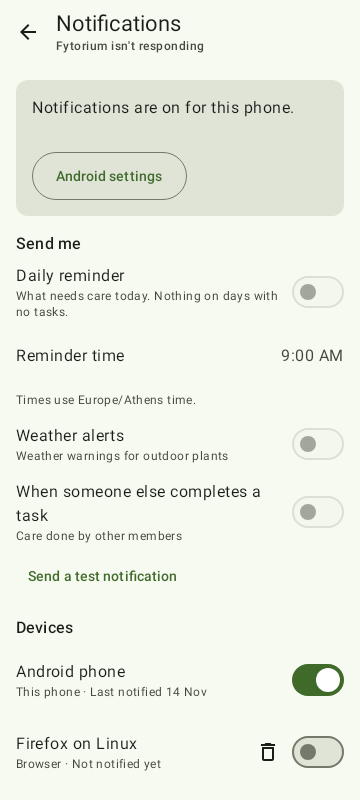 Notifications
Fytorium isn't responding
Notifications are on for this phone.
Android settings
Send me
Daily reminder
What needs care today. Nothing on days with
no tasks.
Reminder time
9:00 AM
Times use Europe/Athens time.
Weather alerts
Weather warnings for outdoor plants
When someone else completes a
task
Care done by other members
Send a test notification
Devices
Android phone
This phone · Last notified 14 Nov
Firefox on Linux
Browser · Not notified yet